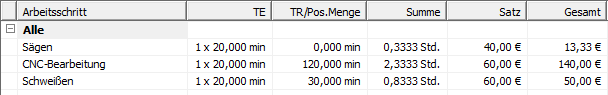 Arbeitsschritt TE TR/Pos.Menge Summe Satz Gesamt
Alle
Sägen 1 x 20,000 min 0,000 min 0,3333 Std. 40,00 € 13,33 €
CNC-Bearbeitung 1 x 20,000 min 120,000 min 2,3333 Std. 60,00 € 140,00 €
Schweißen 1 x 20,000 min 30,000 min 0,8333 Std. 60,00 € 50,00 €